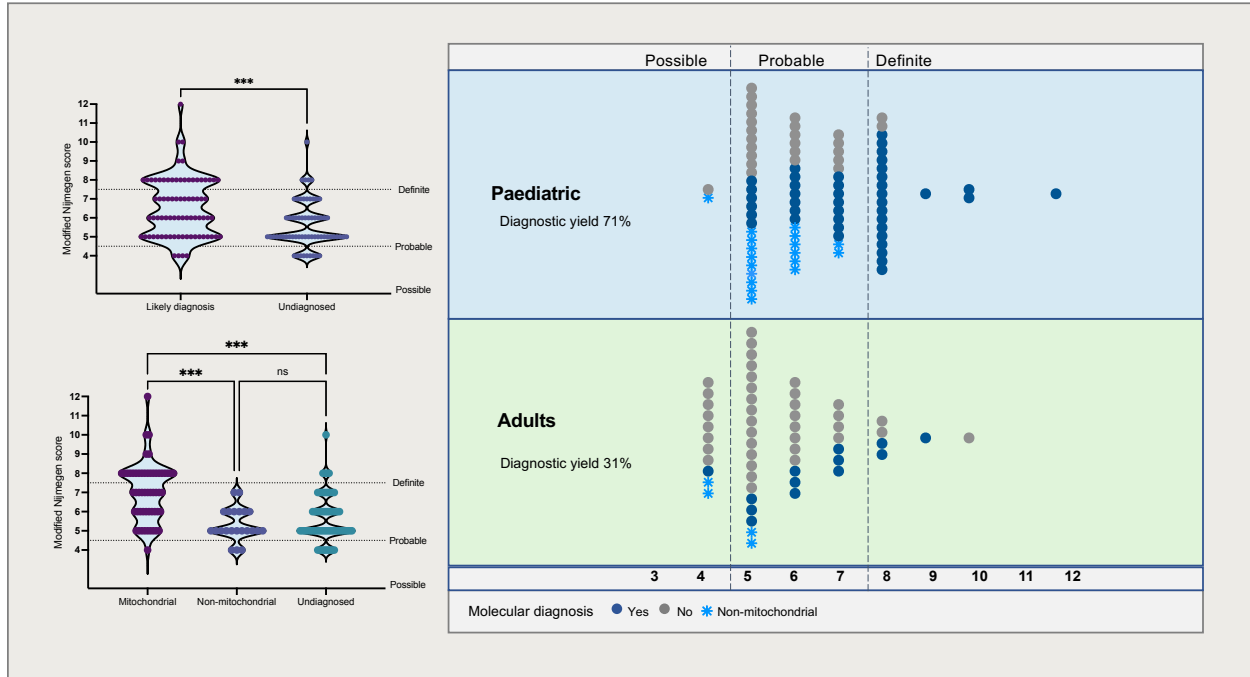 ***
12
11
10
9
8
7
6
5
4
Modified Nijmegen score
Definite
Probable
Possible
Likely diagnosis Undiagnosed
***
*** ns
12
11
10
9
8
7
6
5
4
Modified Nijmegen score
Definite
Probable
Possible
Mitochondrial Non-mitochondrial Undiagnosed
Possible Probable Definite
Paediatric
Diagnostic yield 71%
Adults
Diagnostic yield 31%
3 4 5 6 7 8 9 10 11 12
Molecular diagnosis Yes No Non-mitochondrial